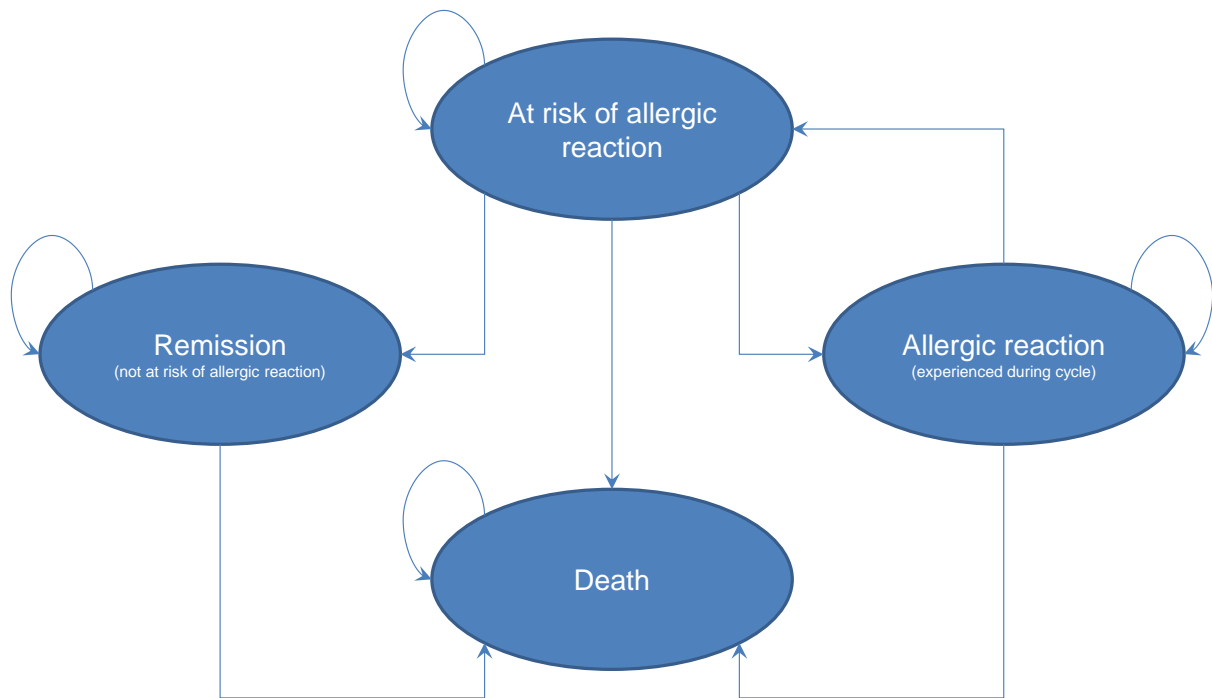 At risk of allergic
reaction
Remission
(not at risk of allergic reaction)
Allergic reaction
(experienced during cycle)
Death